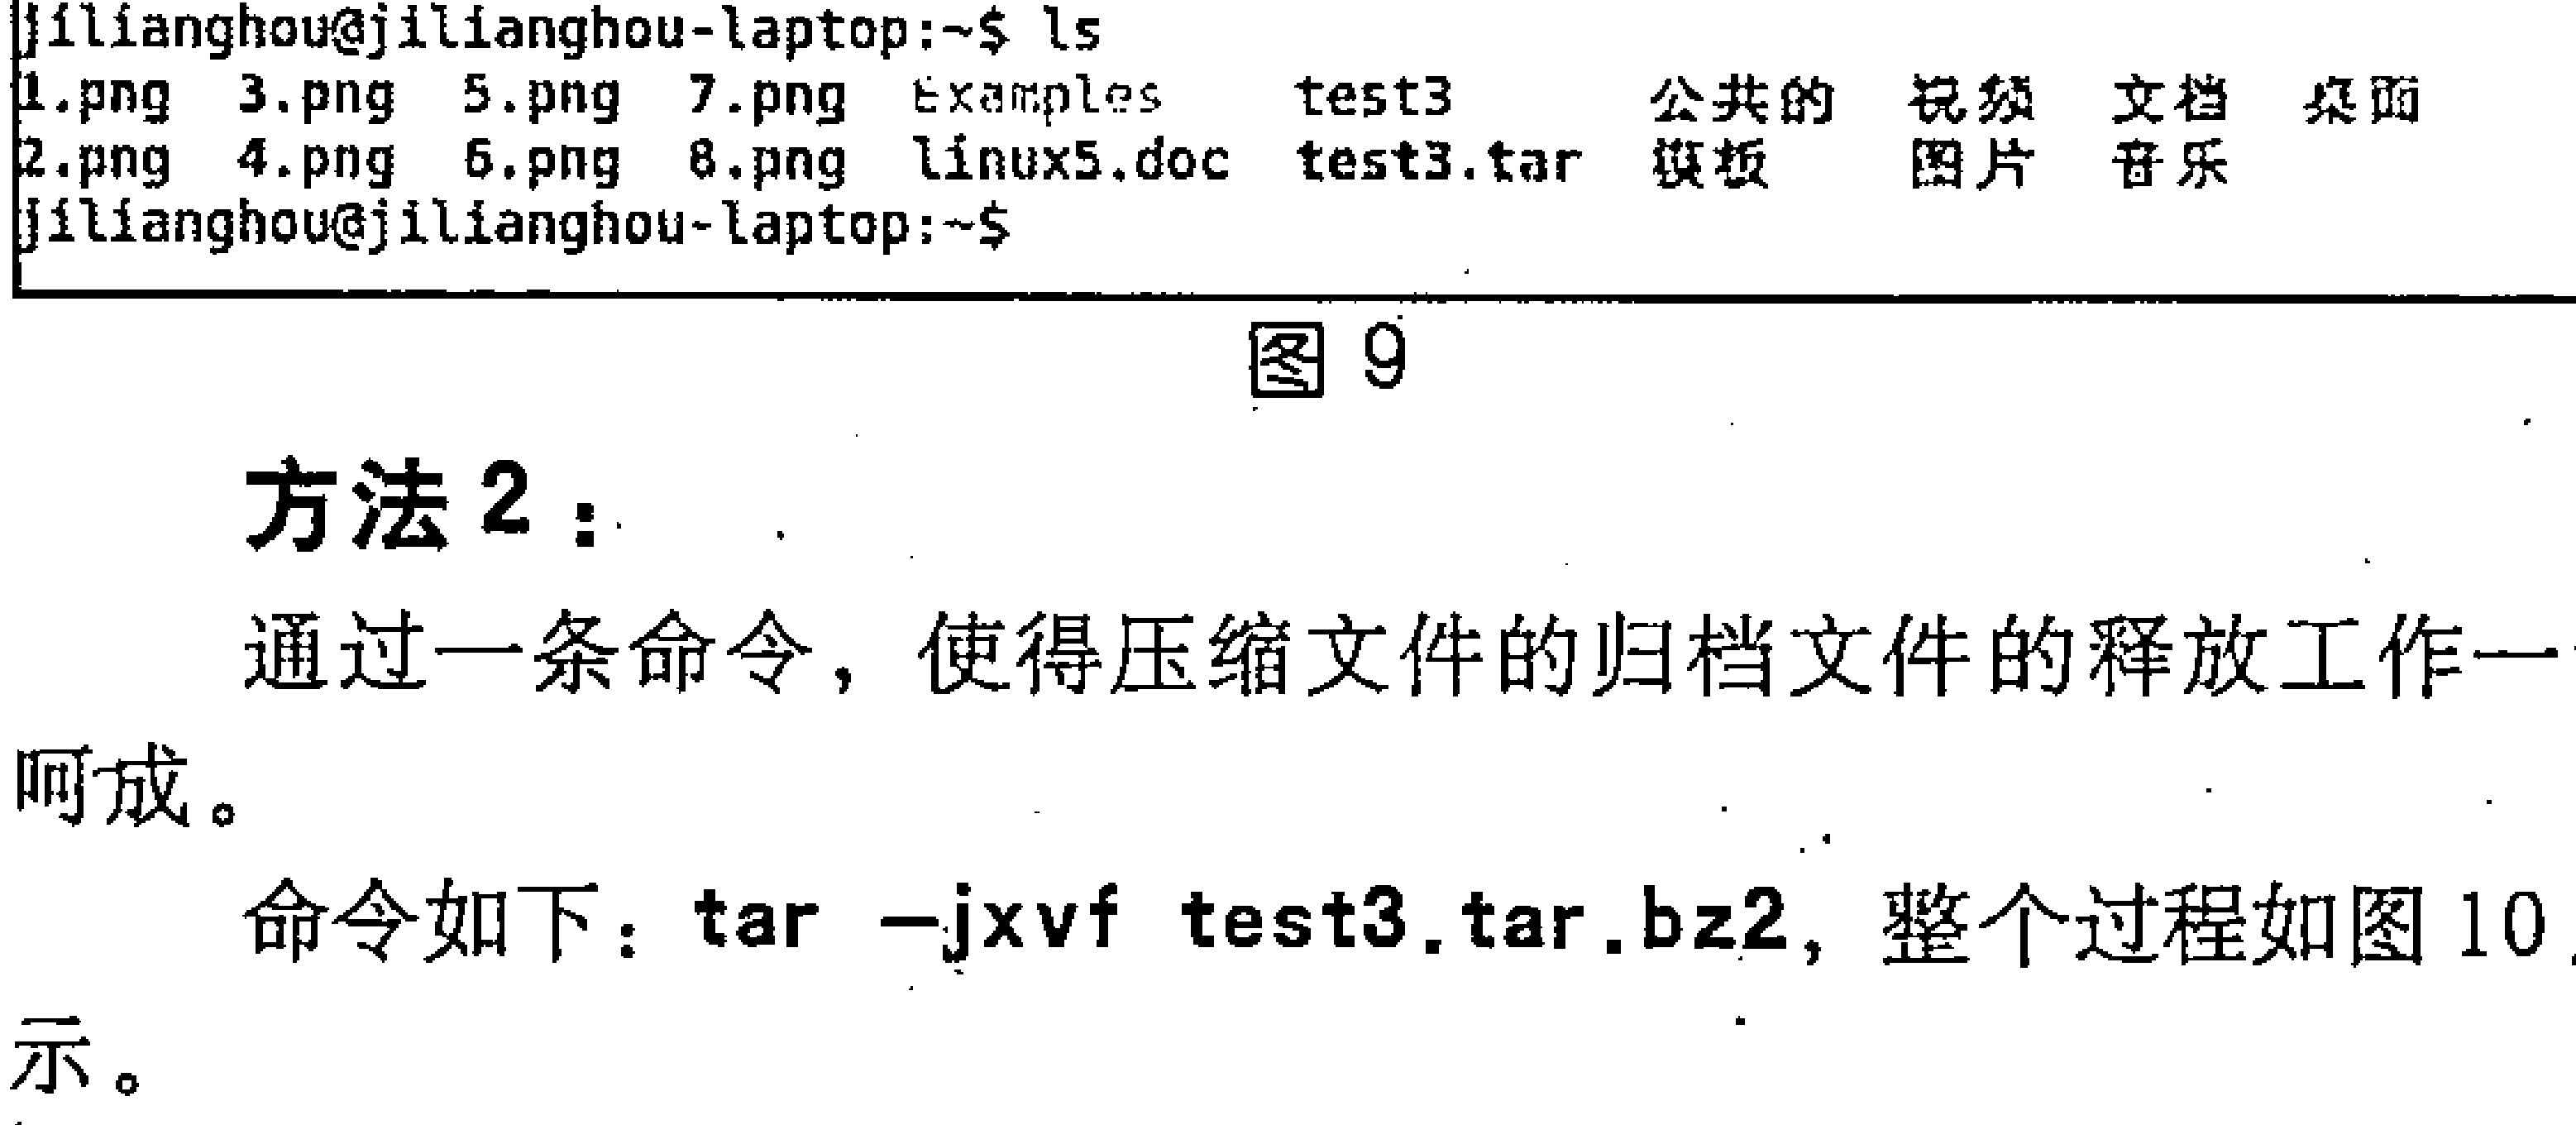 jilianghou@jilianghou-laptop:~$ ls
1.png 3.png 5.png 7.png Examples test3 公共的 视频 文档 桌面
2.png 4.png 6.png 8.png linux5.doc test3.tar 模板 图片 音乐
jilianghou@jilianghou-laptop:~$
图 9
方法 2：
通过一条命令，使得压缩文件的归档文件的释放工作一
呵成。
命令如下：tar –jxvf test3.tar.bz2，整个过程如图 10
示。